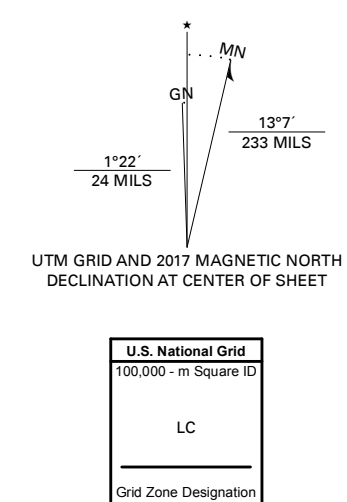 ★
MN
GN
13°7´
233 MILS
1°22´
24 MILS
UTM GRID AND 2017 MAGNETIC NORTH
DECLINATION AT CENTER OF SHEET
U.S. National Grid
100,000 - m Square ID
LC
Grid Zone Designation